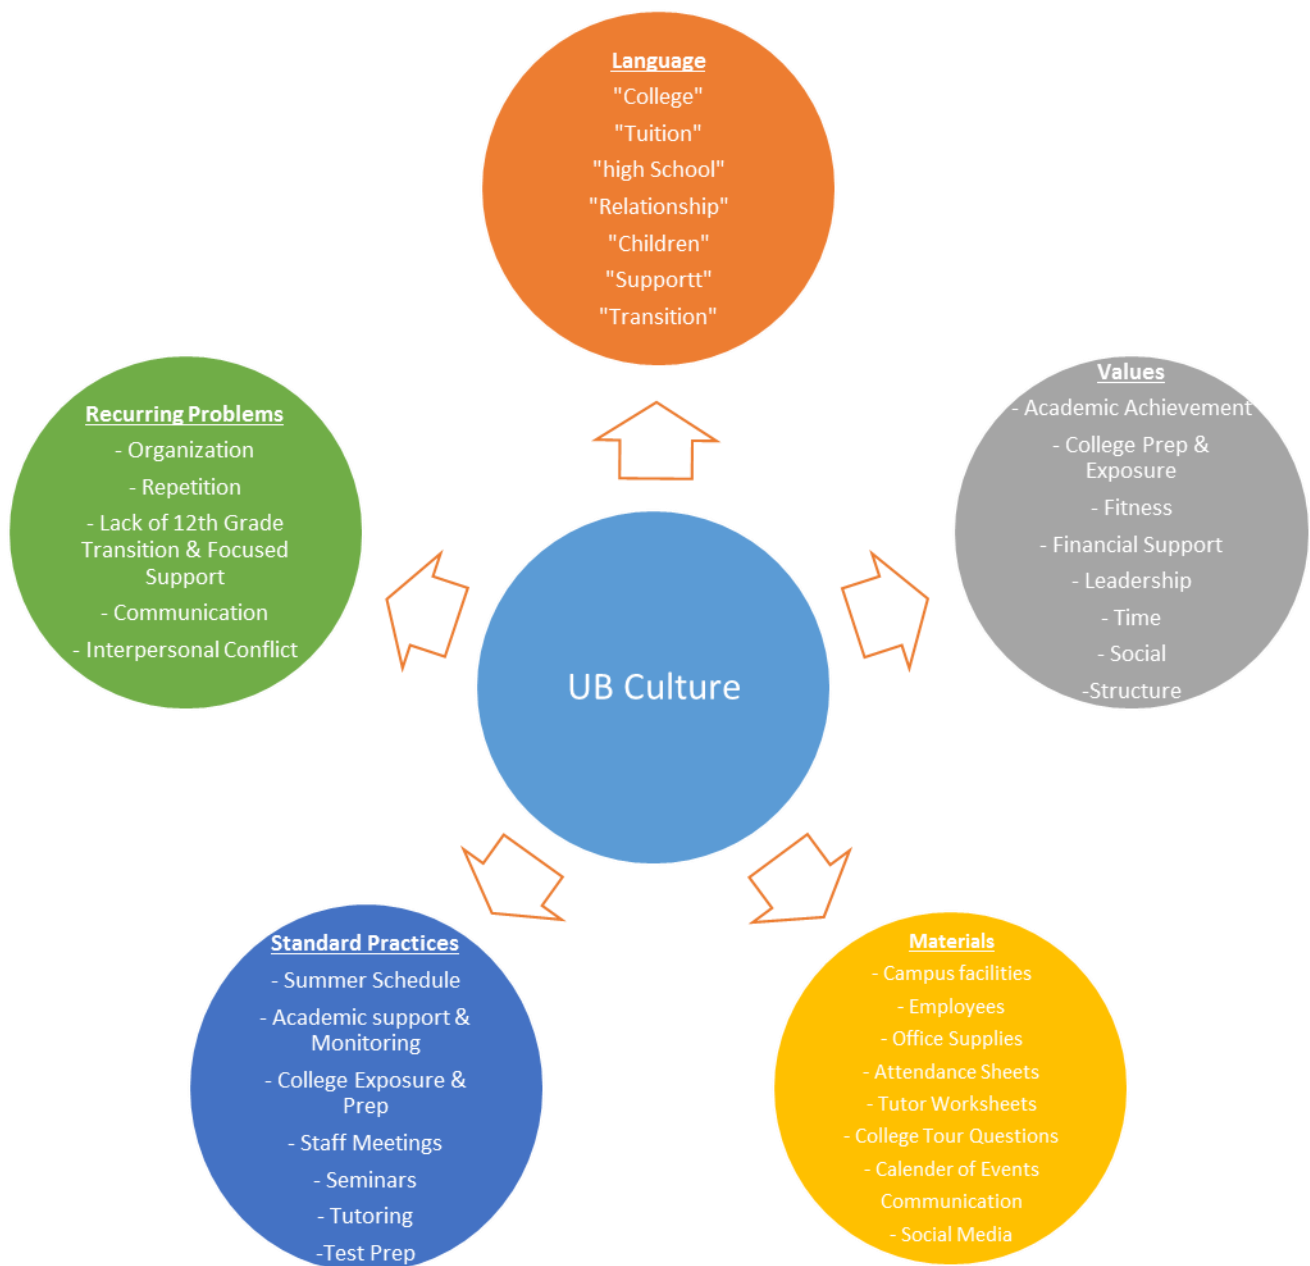 Language
"College"
"Tuition"
"high School"
"Relationship"
"Children"
"Supportt"
"Transition"
Values
- Academic Achievement
- College Prep &
Exposure
- Fitness
- Financial Support
- Leadership
- Time
- Social
-Structure
Recurring Problems
- Organization
- Repetition
- Lack of 12th Grade
Transition & Focused
Support
- Communication
- Interpersonal Conflict
UB Culture
Standard Practices
- Summer Schedule
- Academic support &
Monitoring
- College Exposure &
Prep
- Staff Meetings
- Seminars
- Tutoring
-Test Prep
Materials
- Campus facilities
- Employees
- Office Supplies
- Attendance Sheets
- Tutor Worksheets
- College Tour Questions
- Calender of Events
Communication
- Social Media